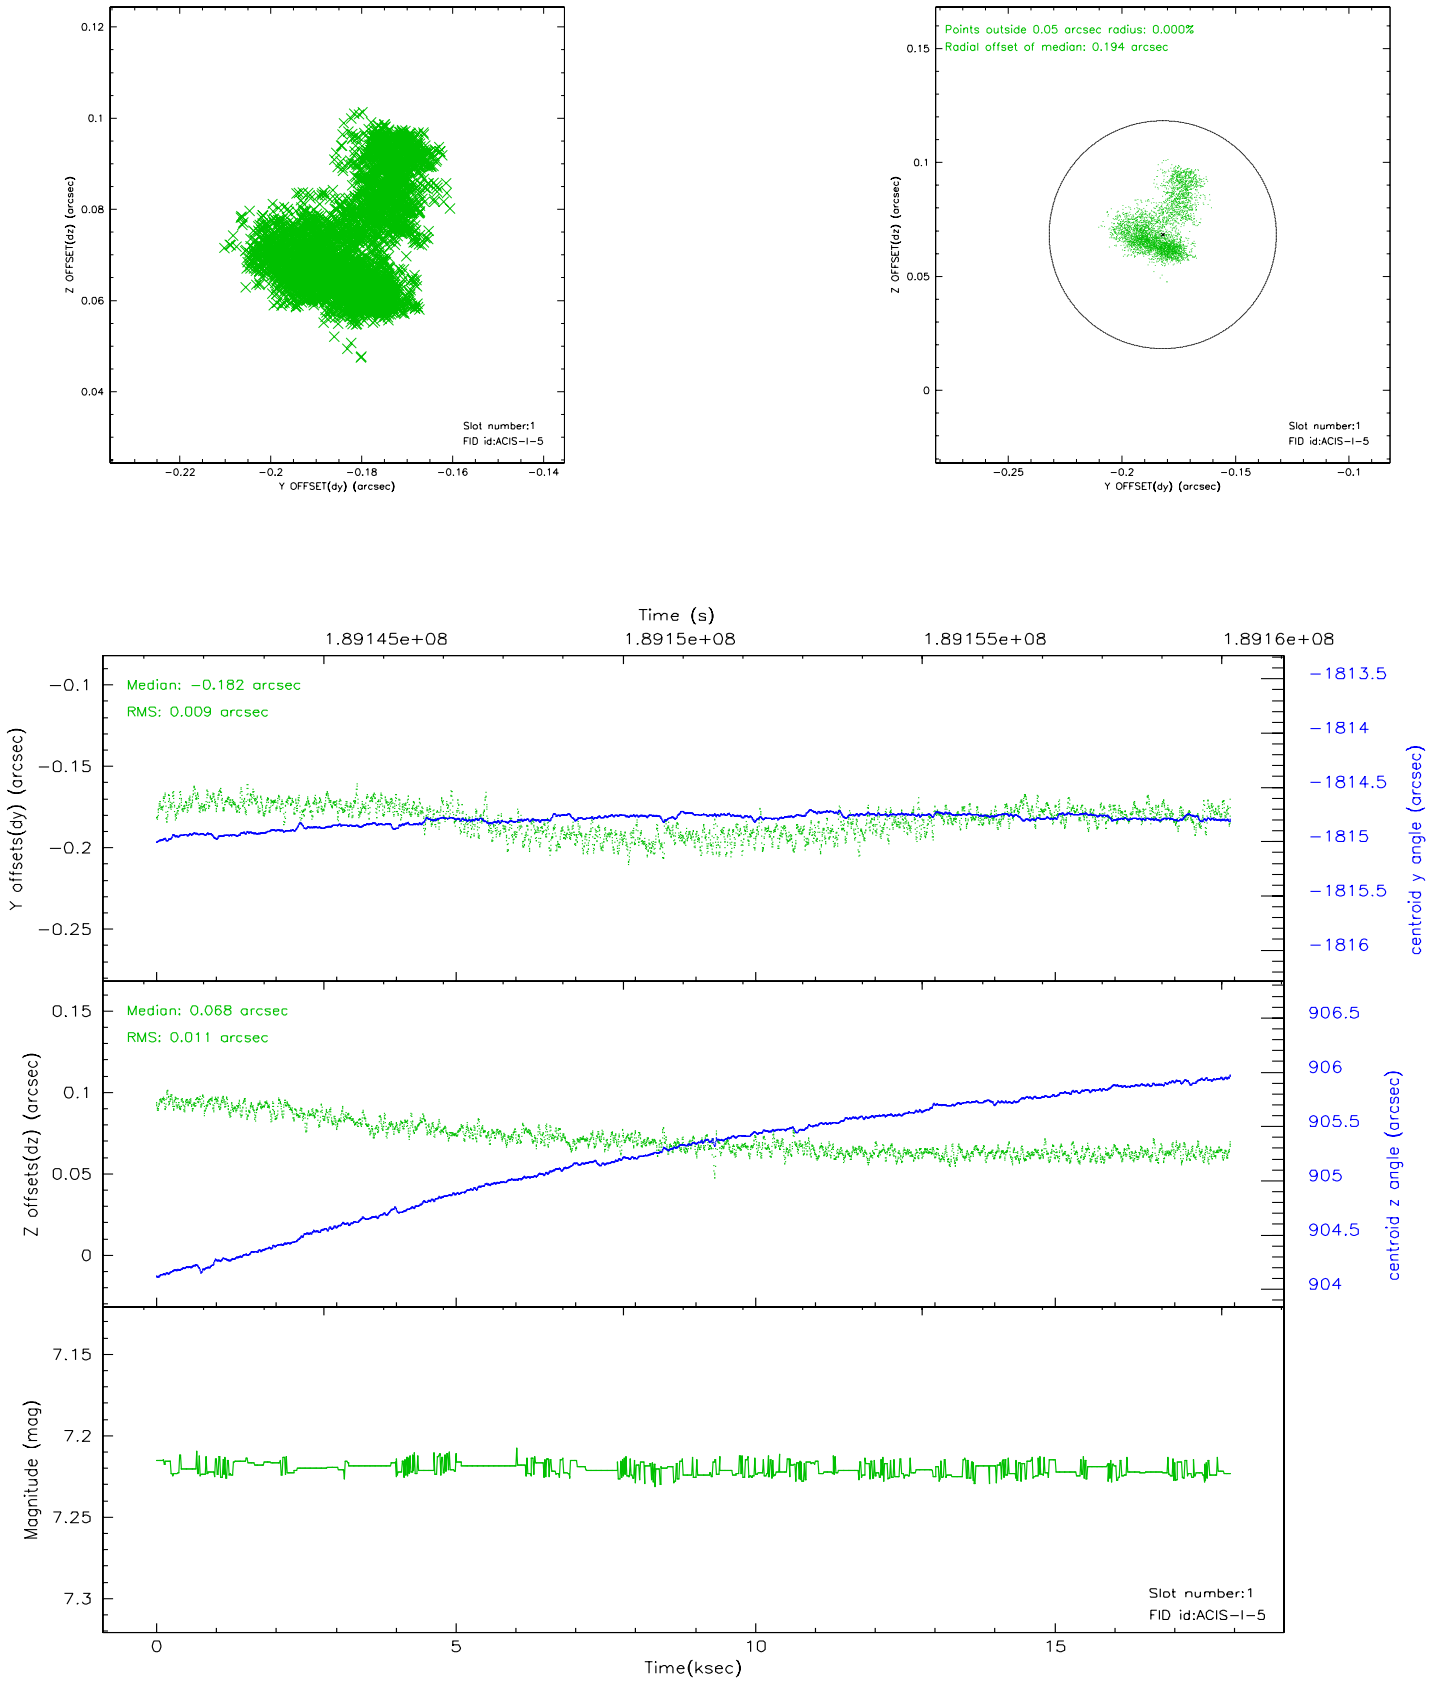 0.12
0.1
0.08
0.06
0.04
Z OFFSET(dz) (arcsec)
Slot number:1
FID id:ACIS-I-5
-0.22
-0.2
-0.18
-0.16
-0.14
Y OFFSET(dy) (arcsec)
Points outside 0.05 arcsec radius: 0.000%
Radial offset of median: 0.194 arcsec
0.15
0.1
0.05
0
Z OFFSET(dz) (arcsec)
Slot number:1
FID id:ACIS-I-5
-0.25
-0.2
-0.15
-0.1
Y OFFSET(dy) (arcsec)
Time (s)
1.89145e+08
1.8915e+08
1.89155e+08
1.8916e+08
Median: -0.182 arcsec
RMS: 0.009 arcsec
-0.1
-0.15
-0.2
-0.25
Y offsets(dy) (arcsec)
-1813.5
-1814
-1814.5
-1815
-1815.5
-1816
centroid y angle (arcsec)
Median: 0.068 arcsec
RMS: 0.011 arcsec
0.15
0.1
0.05
0
Z offsets(dz) (arcsec)
906.5
906
905.5
905
904.5
904
centroid z angle (arcsec)
7.15
7.2
7.25
7.3
Magnitude (mag)
Slot number:1
FID id:ACIS-I-5
0
5
10
15
Time(ksec)